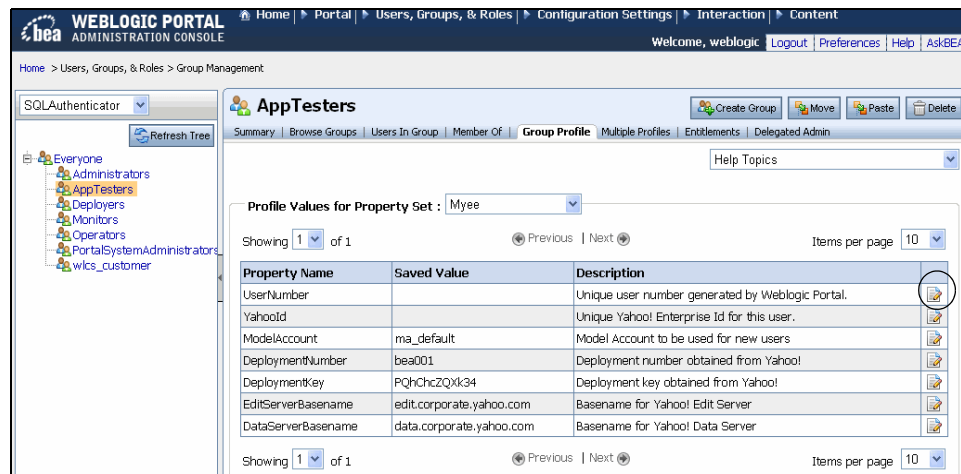 bea WEBLOGIC PORTAL
ADMINISTRATION CONSOLE
Home | Portal | Users, Groups, & Roles | Configuration Settings | Interaction | Content
Welcome, weblogic Logout | Preferences | Help | AskBEA
Home > Users, Groups, & Roles > Group Management
SQLAuthenticator
Refresh Tree
Everyone
Administrators
AppTesters
Deployers
Monitors
Operators
PortalSystemAdministrators
wlcs_customer
AppTesters
Create Group Move Paste Delete
Summary | Browse Groups | Users In Group | Member Of | Group Profile Multiple Profiles | Entitlements | Delegated Admin
Help Topics
Profile Values for Property Set : Myee
Showing 1 of 1 Previous | Next Items per page 10
Property Name Saved Value Description
UserNumber Unique user number generated by Weblogic Portal.
YahooId Unique Yahoo! Enterprise Id for this user.
ModelAccount ma_default Model Account to be used for new users
DeploymentNumber bea001 Deployment number obtained from Yahoo!
DeploymentKey PQhChcZQXk34 Deployment key obtained from Yahoo!
EditServerBasename edit.corporate.yahoo.com Basename for Yahoo! Edit Server
DataServerBasename data.corporate.yahoo.com Basename for Yahoo! Data Server
Showing 1 of 1 Previous | Next Items per page 10